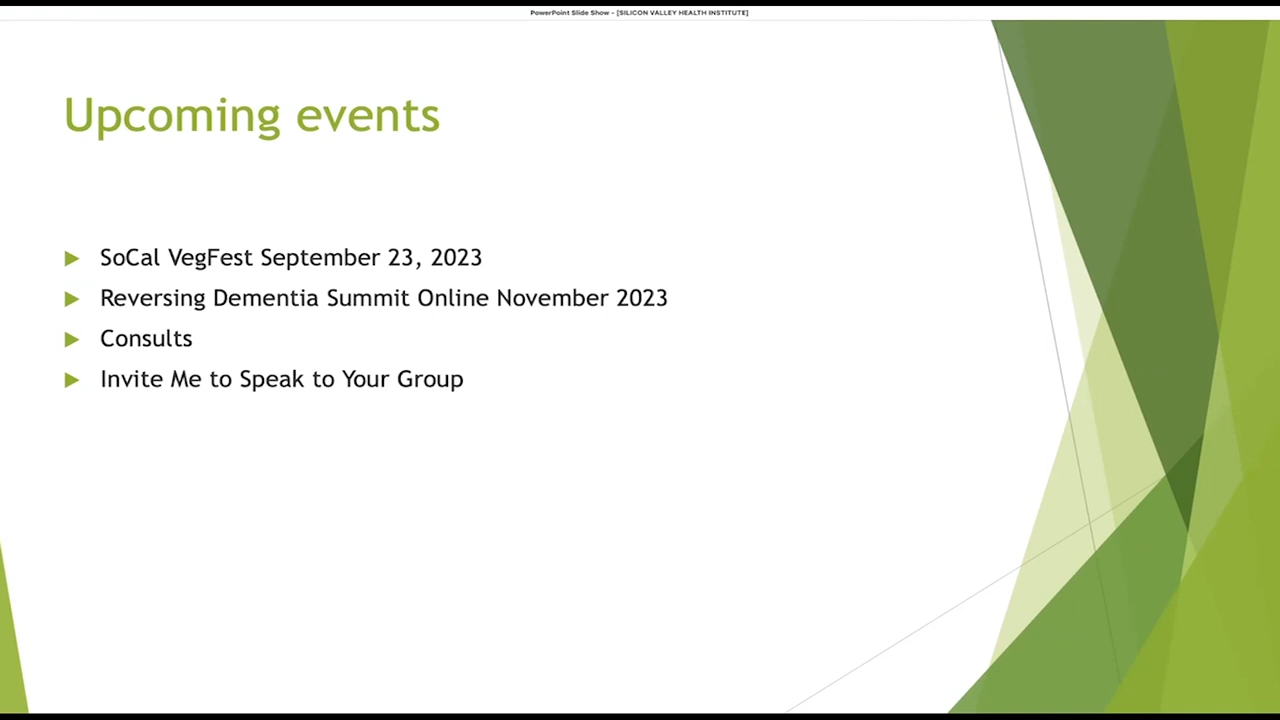 PowerPoint Slide Show - [SILICON VALLEY HEALTH INSTITUTE]
Upcoming events
SoCal VegFest September 23, 2023
Reversing Dementia Summit Online November 2023
Consults
Invite Me to Speak to Your Group